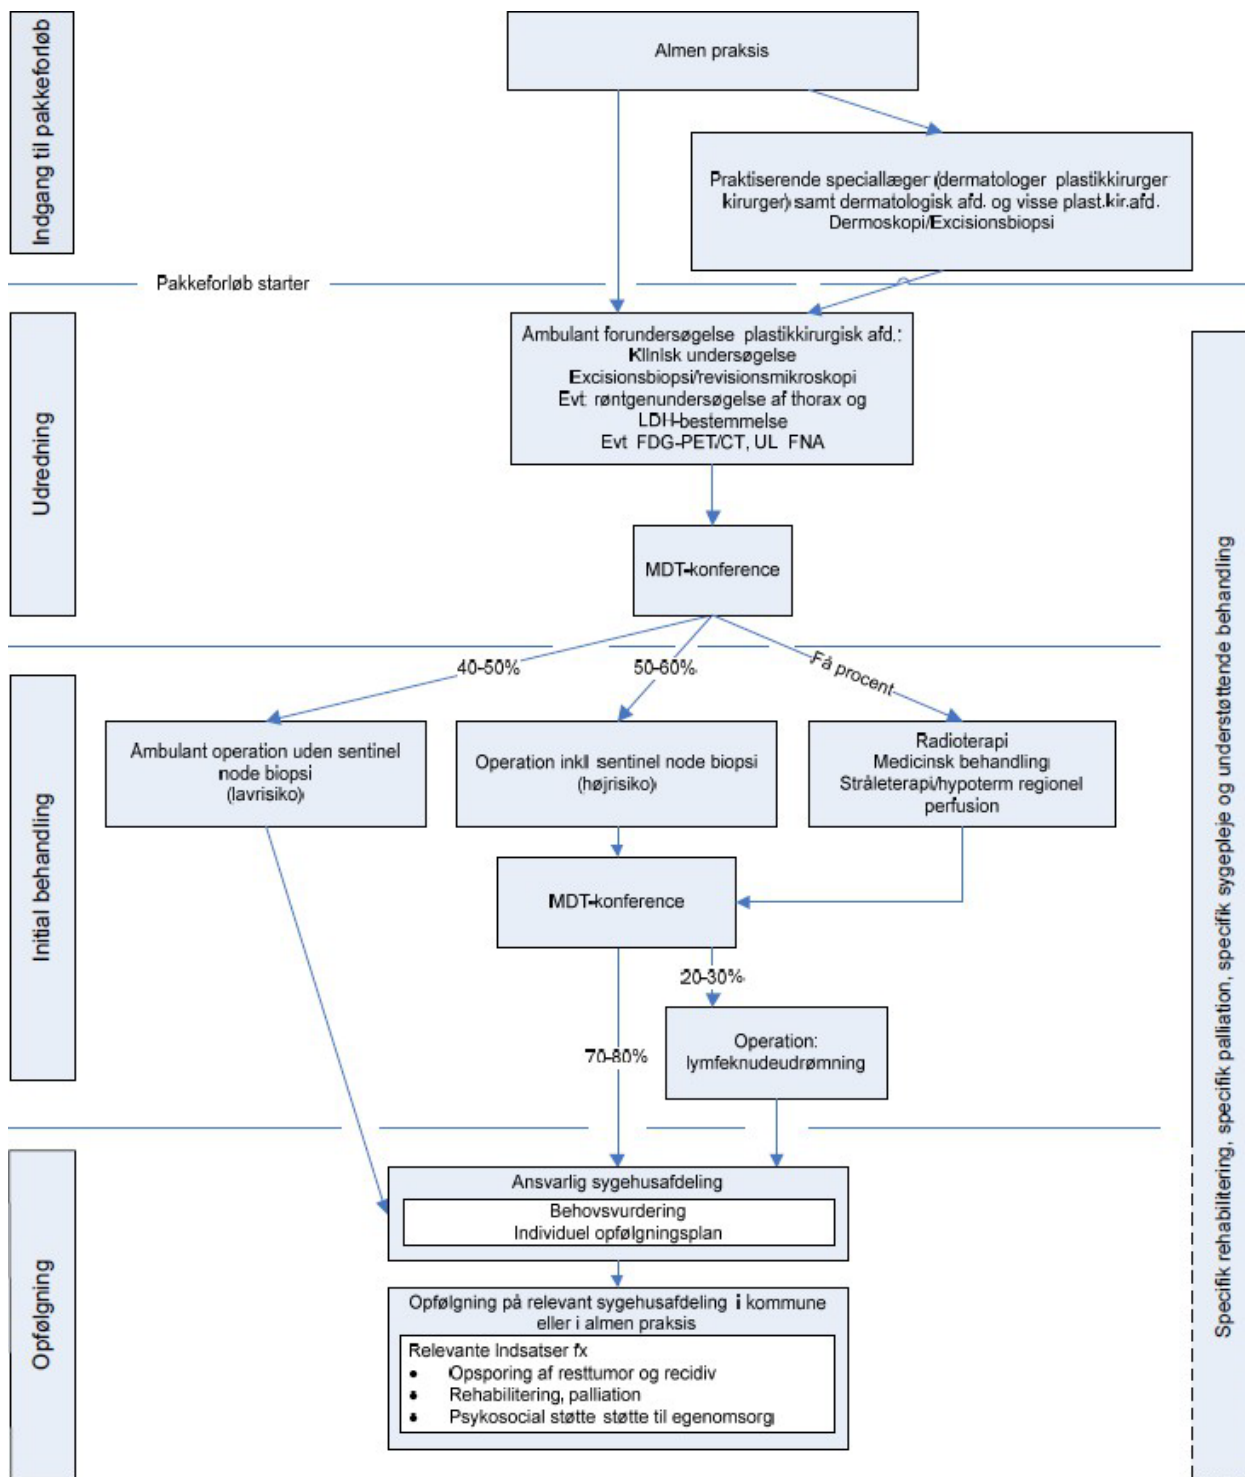 Indgang til pakkeforløb
Almen praksis
Praktiserende speciallæger (dermatologer plastikkirurger
kirurger) samt dermatologisk afd. og visse plast.kir.afd.
Dermoskopi/Excisionsbiopsi
Pakkeforløb starter
Udredning
Ambulant forundersøgelse plastikkirurgisk afd.:
Klinisk undersøgelse
Excisionsbiopsi/revisionsmikroskopi
Evt. røntgenundersøgelse af thorax og
LDH-bestemmelse
Evt FDG-PET/CT, UL FNA
MDT-konference
40-50%
50-60%
Få procent
Initial behandling
Ambulant operation uden sentinel
node biopsi
(lavrisiko)
Operation inkl sentinel node biopsi
(højrisiko)
Radioterapi
Medicinsk behandling
Stråleterapi/hypoterm regionel
perfusion
MDT-konference
20-30%
70-80%
Operation:
lymfeknudeudrømning
Opfølgning
Ansvarlig sygehusafdeling
Behovsvurdering
Individuel opfølgningsplan
Opfølgning på relevant sygehusafdeling i kommune
eller i almen praksis
Relevante Indsatser fx
• Opsporing af resttumor og recidiv
• Rehabilitering, palliation
• Psykosocial støtte støtte til egenomsorg
Specifik rehabilitering, specifik palliation, specifik sygepleje og understøttende behandling